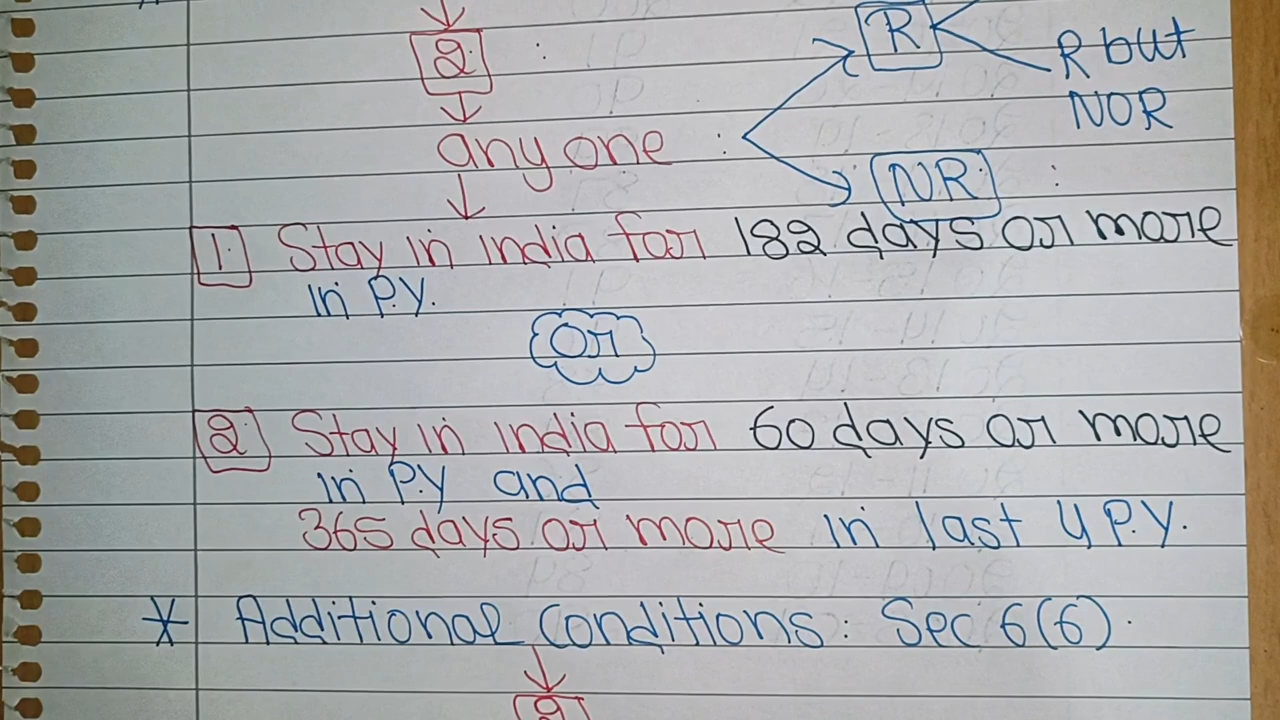 2 :
R
R but
NOR
any one :
NR :
1. Stay in india for 182 days or more
in P.Y.
or
2. Stay in india for 60 days or more
in P.Y and
365 days or more in last 4 P.Y.
* Additional Conditions: Sec 6(6).